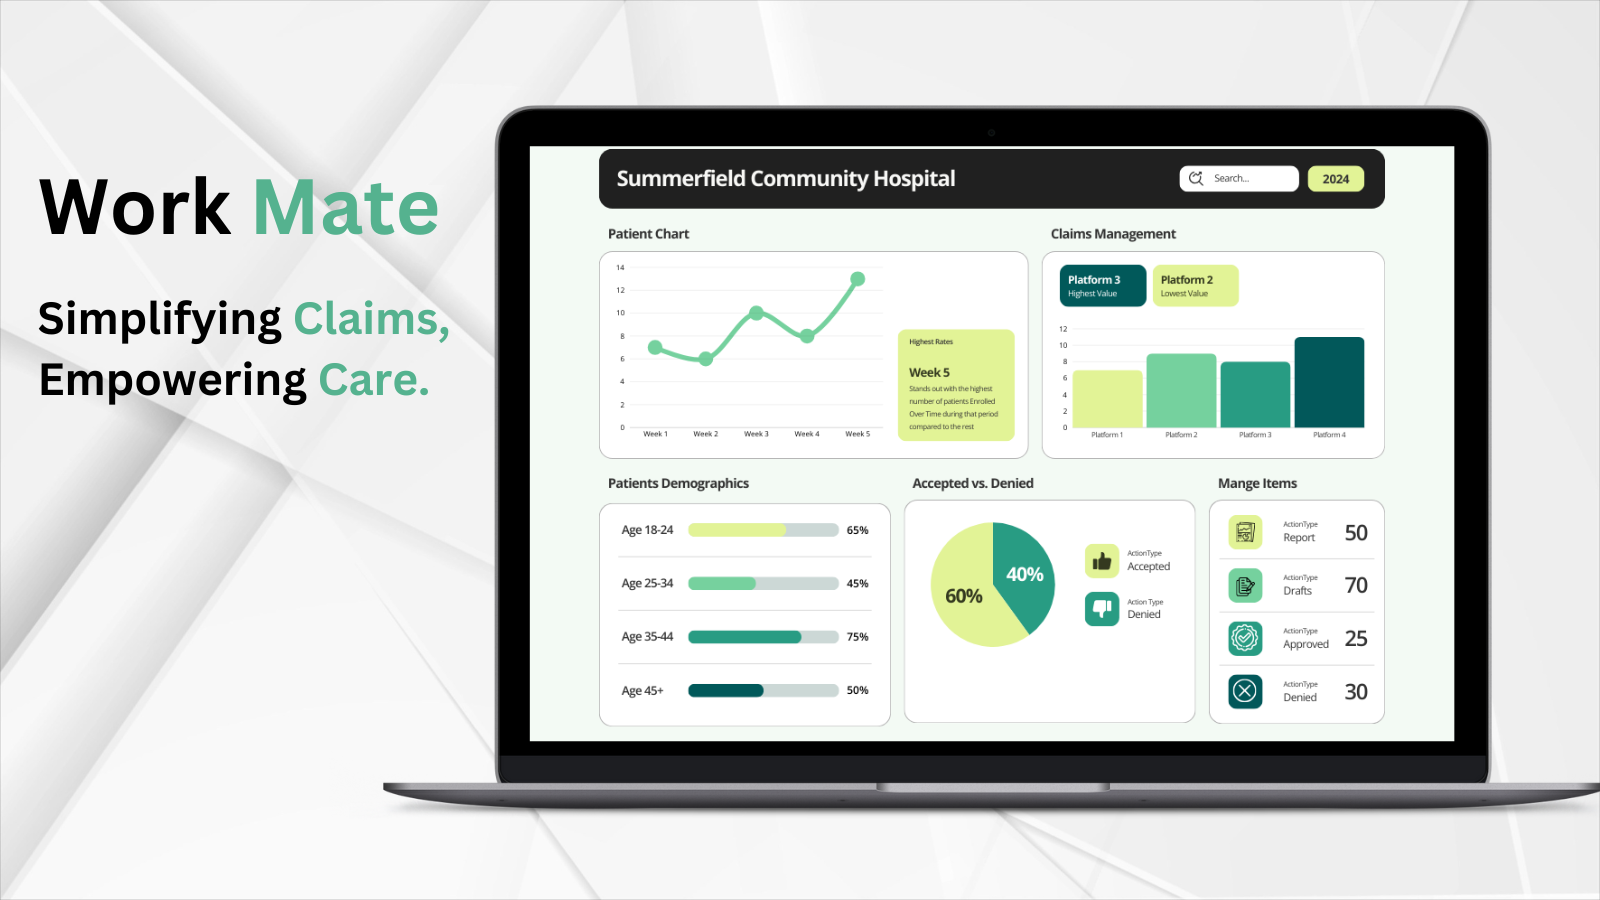 Work Mate
Simplifying Claims,
Empowering Care.
Summerfield Community Hospital
Search...
2024
Patient Chart
14
12
10
8
6
4
2
0
Week 1
Week 2
Week 3
Week 4
Week 5
Highest Rates
Week 5
Stands out with the highest
number of patients Enrolled
Over Time during that period
compared to the rest
Claims Management
Platform 3
Highest Value
Platform 2
Lowest Value
12
10
8
6
4
2
0
Platform 1
Platform 2
Platform 3
Platform 4
Patients Demographics
Age 18-24
65%
Age 25-34
45%
Age 35-44
75%
Age 45+
50%
Accepted vs. Denied
60%
40%
ActionType
Accepted
Action Type
Denied
Mange Items
ActionType
Report
50
ActionType
Drafts
70
ActionType
Approved
25
ActionType
Denied
30